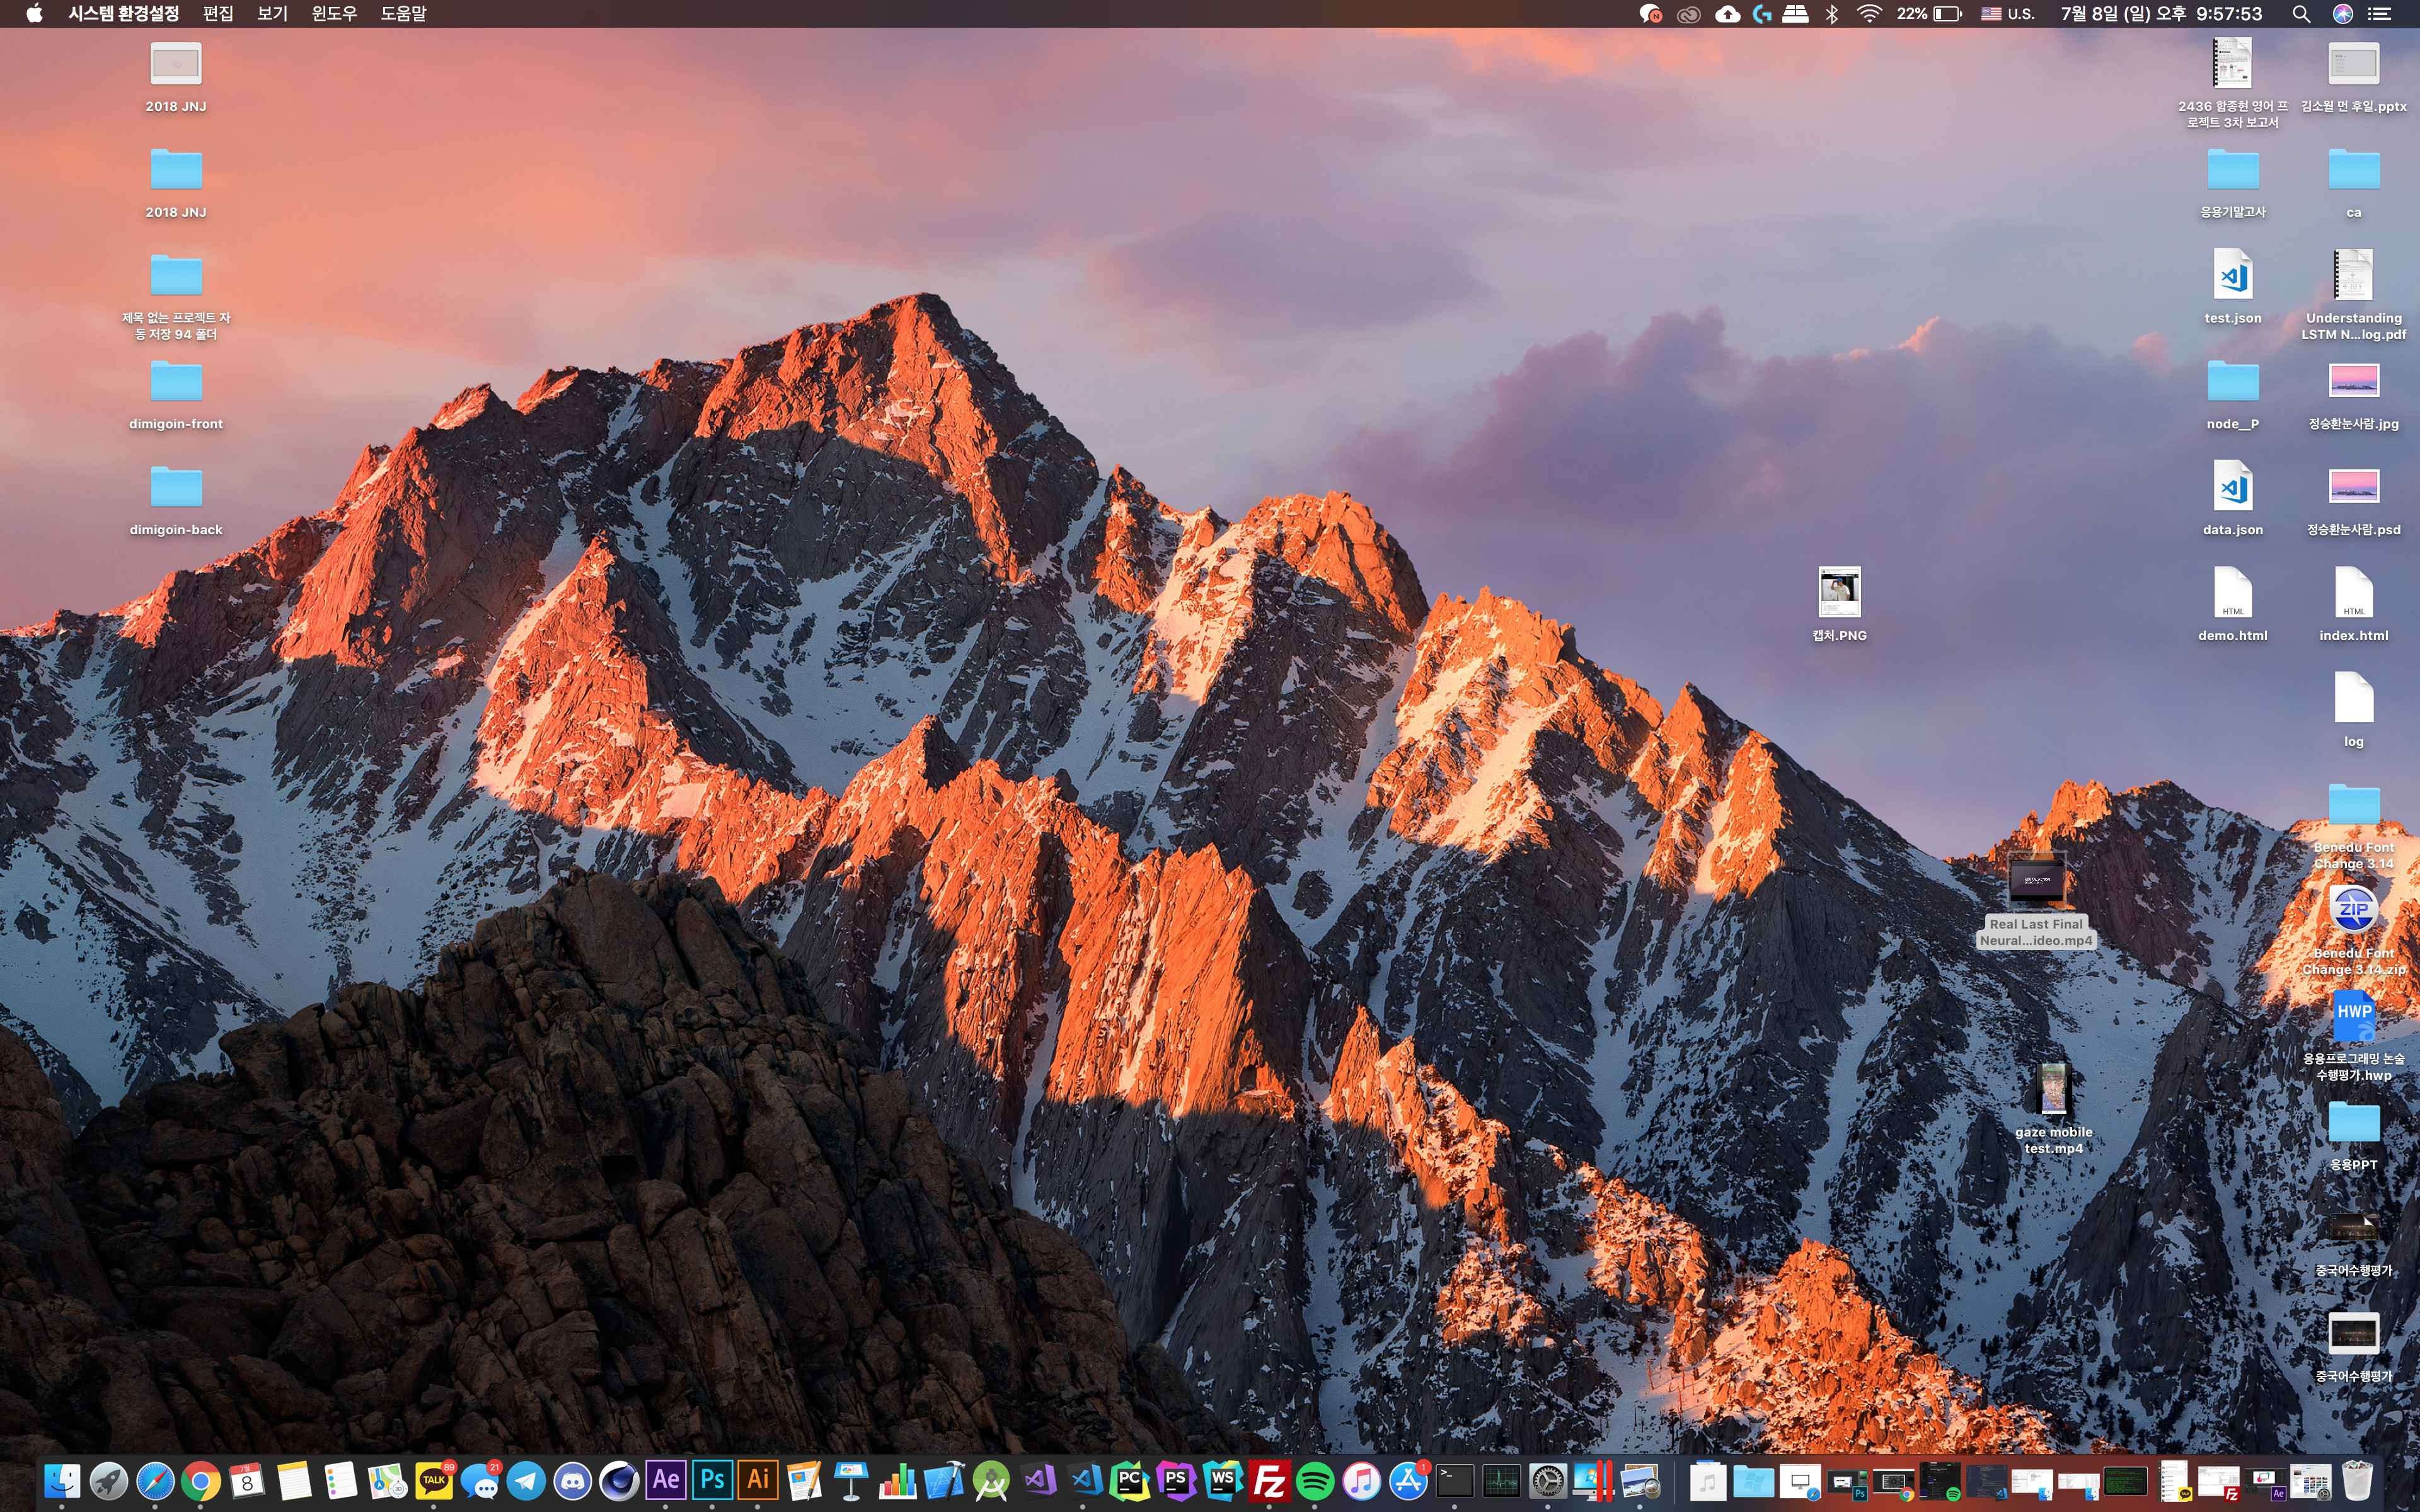 시스템 환경설정 편집 보기 윈도우 도움말
22% U.S. 7월 8일 (일) 오후 9:57:53
2018 JNJ
2018 JNJ
제목 없는 프로젝트 자
동 저장 94 폴더
dimigoin-front
dimigoin-back
캡처.PNG
Real Last Final
Neural...ideo.mp4
gaze mobile
test.mp4
2436 함종현 영어 프
로젝트 3차 보고서
응용기말고사
test.json
node__P
data.json
HTML
demo.html
김소월 먼 후일.pptx
ca
Understanding
LSTM N...log.pdf
정승환눈사람.jpg
정승환눈사람.psd
HTML
index.html
log
Benedu Font
Change 3.14
ZIP
Benedu Font
Change 3.14.zip
HWP
응용프로그래밍 논술
수행평가.hwp
응용PPT
중국어수행평가
중국어수행평가
7월
8
TALK
89
21
Ae
Ps
Ai
PC
PS
WS
Fz
1